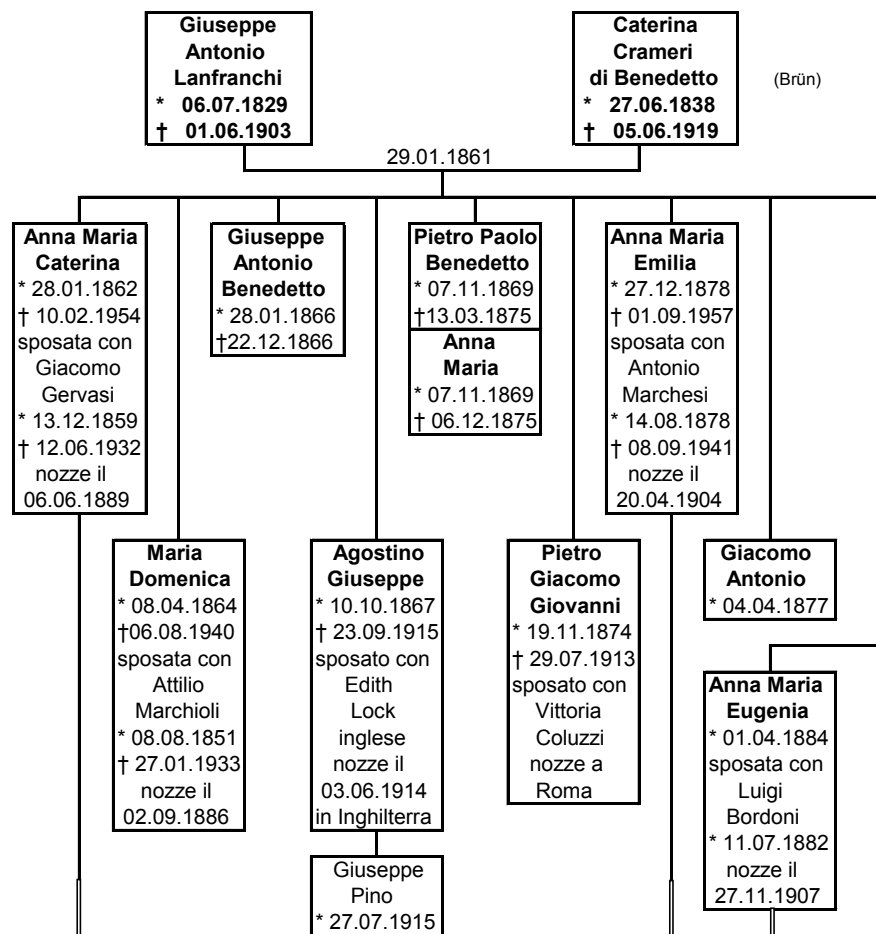 Giuseppe
Antonio
Lanfranchi
* 06.07.1829
† 01.06.1903
Caterina
Crameri
di Benedetto
* 27.06.1838
† 05.06.1919
(Brün)
29.01.1861
Anna Maria
Caterina
* 28.01.1862
† 10.02.1954
sposata con
Giacomo
Gervasi
* 13.12.1859
† 12.06.1932
nozze il
06.06.1889
Giuseppe
Antonio
Benedetto
* 28.01.1866
†22.12.1866
Pietro Paolo
Benedetto
* 07.11.1869
†13.03.1875
Anna
Maria
* 07.11.1869
† 06.12.1875
Anna Maria
Emilia
* 27.12.1878
† 01.09.1957
sposata con
Antonio
Marchesi
* 14.08.1878
† 08.09.1941
nozze il
20.04.1904
Maria
Domenica
* 08.04.1864
†06.08.1940
sposata con
Attilio
Marchioli
* 08.08.1851
† 27.01.1933
nozze il
02.09.1886
Agostino
Giuseppe
* 10.10.1867
† 23.09.1915
sposato con
Edith
Lock
inglese
nozze il
03.06.1914
in Inghilterra
Pietro
Giacomo
Giovanni
* 19.11.1874
† 29.07.1913
sposato con
Vittoria
Coluzzi
nozze a
Roma
Giacomo
Antonio
* 04.04.1877
Anna Maria
Eugenia
* 01.04.1884
sposata con
Luigi
Bordoni
* 11.07.1882
nozze il
27.11.1907
Giuseppe
Pino
* 27.07.1915